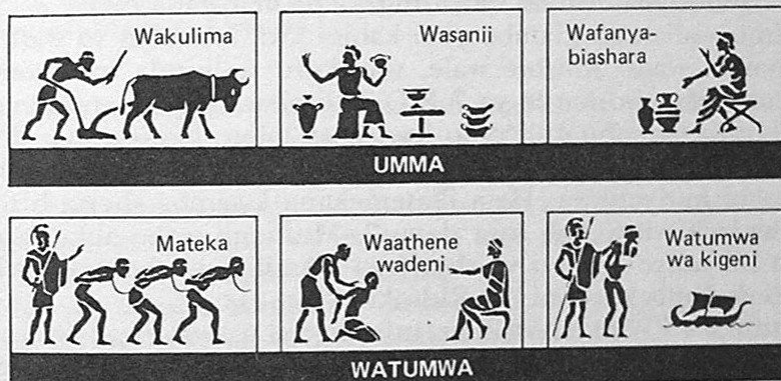 Wakulima
Wasanii
Wafanya-
biashara
UMMA
Mateka
Waathene
wadeni
Watumwa
wa kigeni
WATUMWA